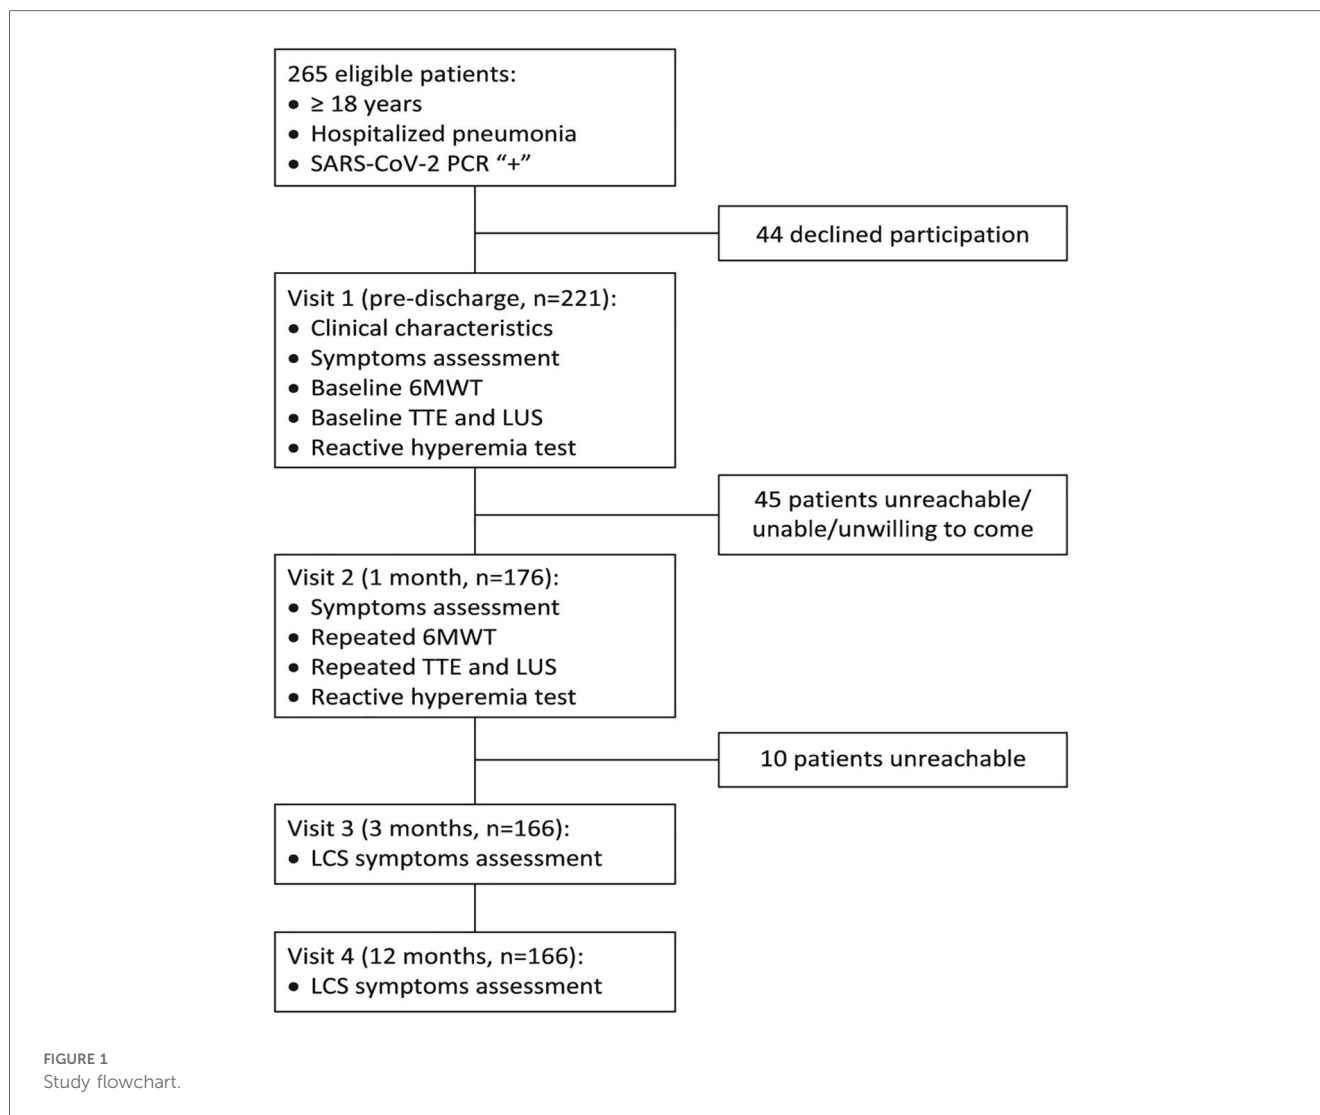 265 eligible patients:
• ≥ 18 years
• Hospitalized pneumonia
• SARS-CoV-2 PCR “+”
44 declined participation
Visit 1 (pre-discharge, n=221):
• Clinical characteristics
• Symptoms assessment
• Baseline 6MWT
• Baseline TTE and LUS
• Reactive hyperemia test
45 patients unreachable/
unable/unwilling to come
Visit 2 (1 month, n=176):
• Symptoms assessment
• Repeated 6MWT
• Repeated TTE and LUS
• Reactive hyperemia test
10 patients unreachable
Visit 3 (3 months, n=166):
• LCS symptoms assessment
Visit 4 (12 months, n=166):
• LCS symptoms assessment
FIGURE 1
Study flowchart.